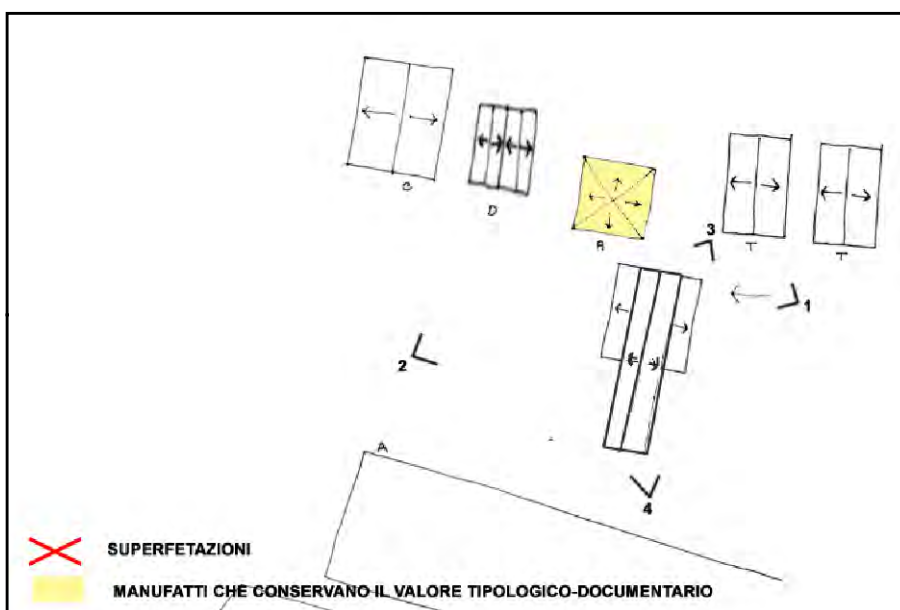 C
D
R
T
T
3
1
2
A
4
SUPERFETAZIONI
MANUFATTI CHE CONSERVANO IL VALORE TIPOLOGICO-DOCUMENTARIO